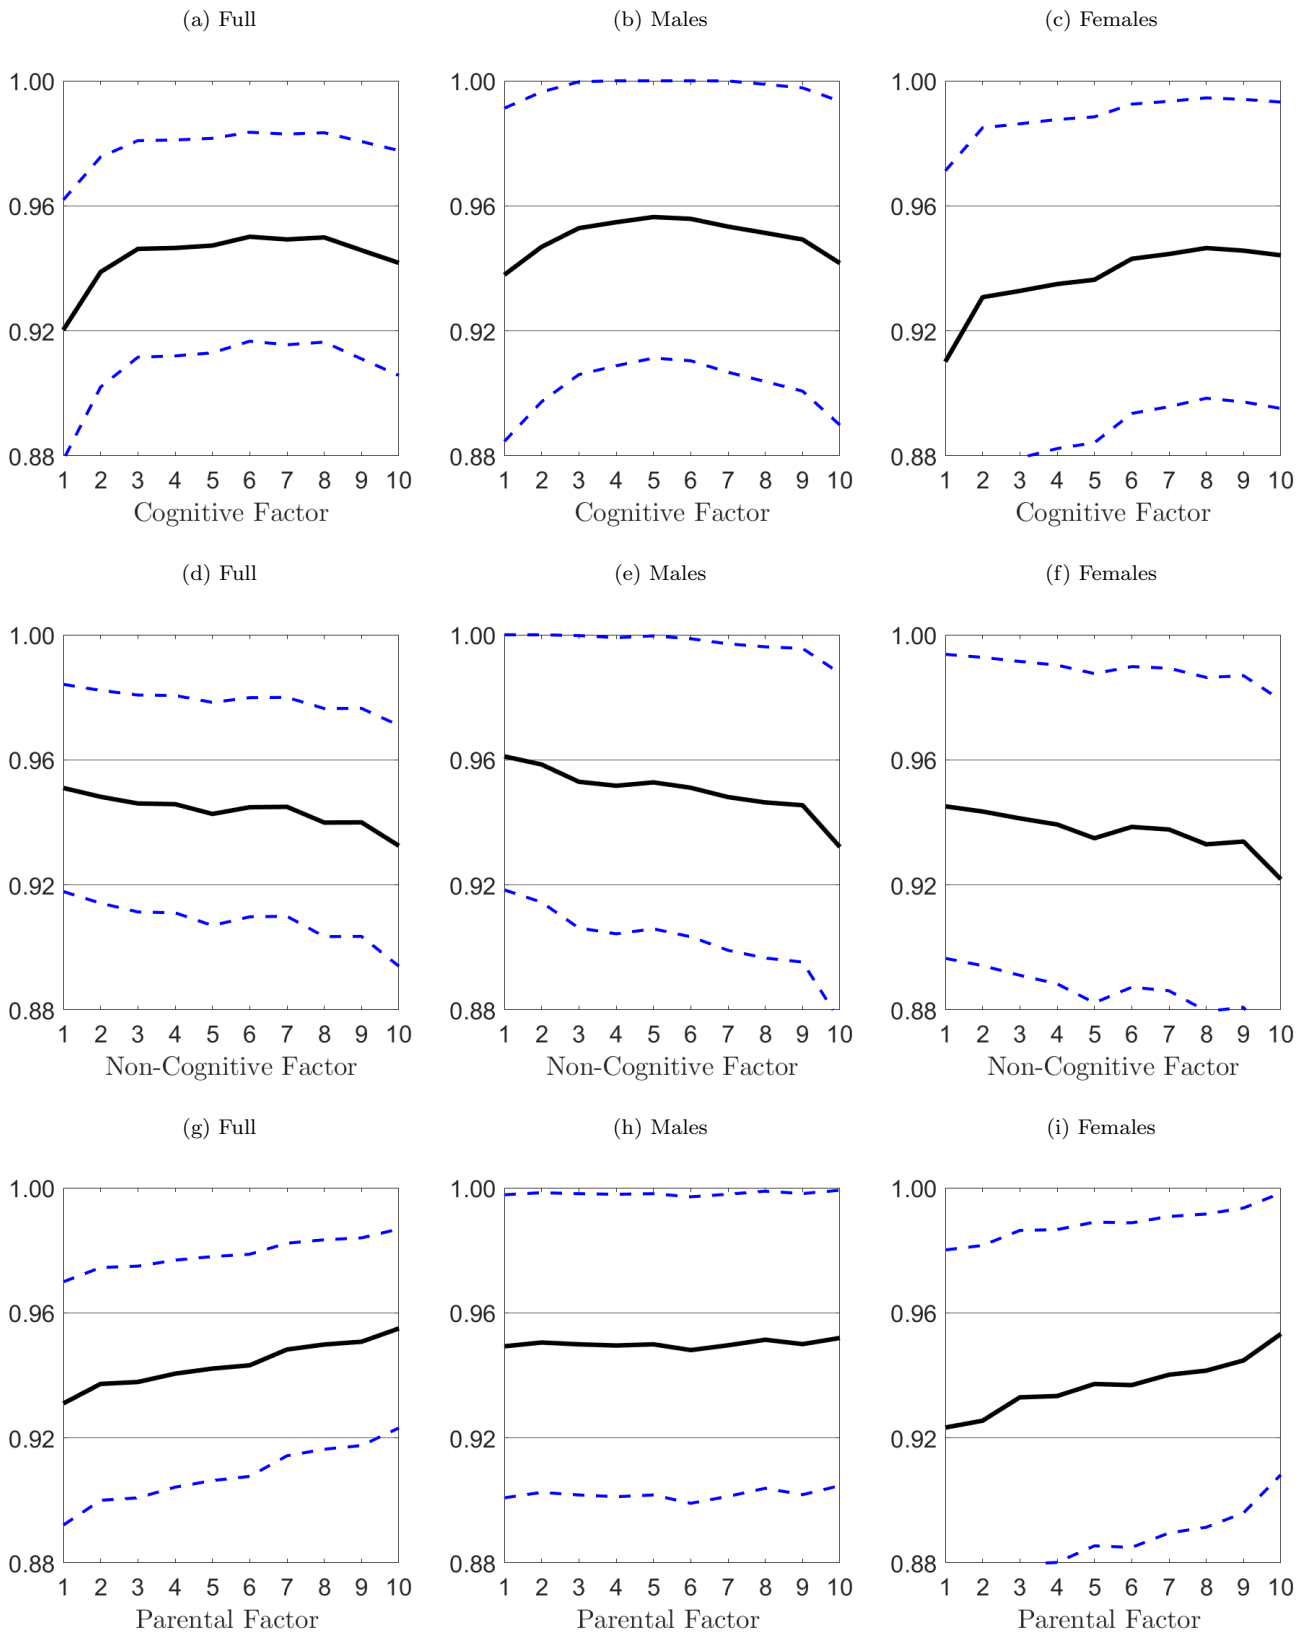 (a) Full
(b) Males
(c) Females
1.00
0.96
0.92
0.88
1 2 3 4 5 6 7 8 9 10
Cognitive Factor
1.00
0.96
0.92
0.88
1 2 3 4 5 6 7 8 9 10
Cognitive Factor
1.00
0.96
0.92
0.88
1 2 3 4 5 6 7 8 9 10
Cognitive Factor
(d) Full
(e) Males
(f) Females
1.00
0.96
0.92
0.88
1 2 3 4 5 6 7 8 9 10
Non-Cognitive Factor
1.00
0.96
0.92
0.88
1 2 3 4 5 6 7 8 9 10
Non-Cognitive Factor
1.00
0.96
0.92
0.88
1 2 3 4 5 6 7 8 9 10
Non-Cognitive Factor
(g) Full
(h) Males
(i) Females
1.00
0.96
0.92
0.88
1 2 3 4 5 6 7 8 9 10
Parental Factor
1.00
0.96
0.92
0.88
1 2 3 4 5 6 7 8 9 10
Parental Factor
1.00
0.96
0.92
0.88
1 2 3 4 5 6 7 8 9 10
Parental Factor